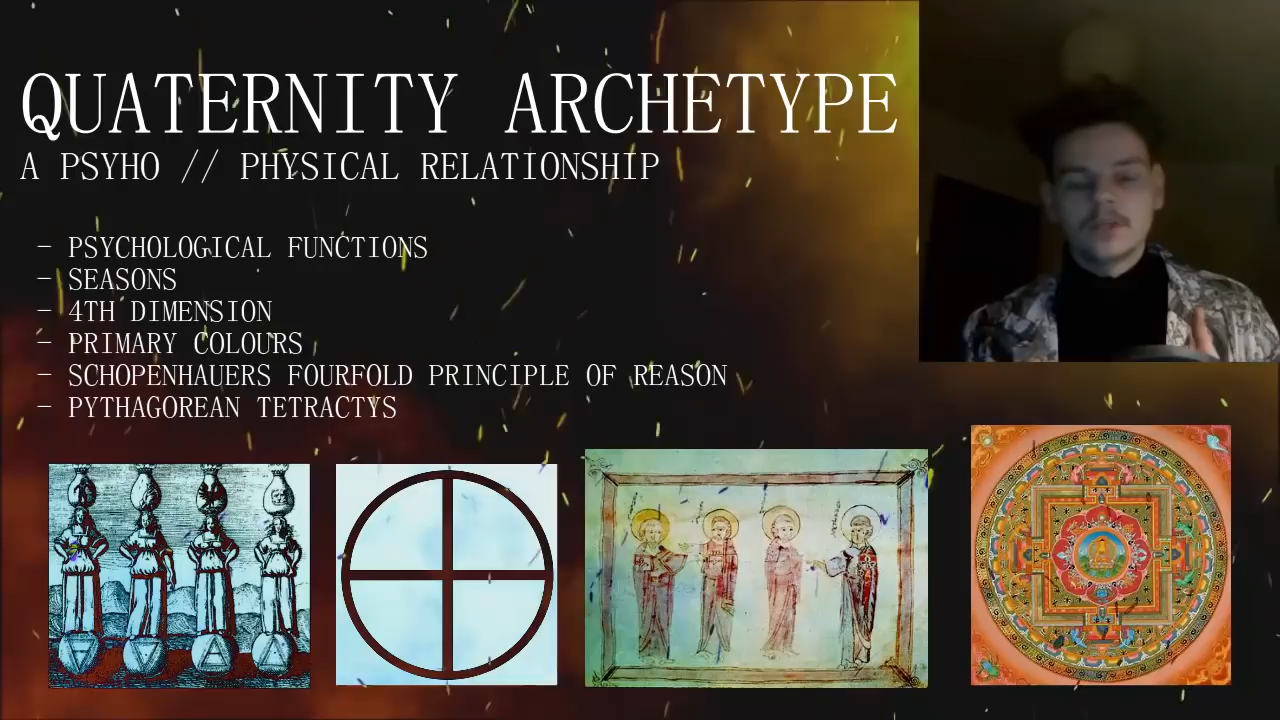 QUATERNITY ARCHETYPE
A PSYHO // PHYSICAL RELATIONSHIP
- PSYCHOLOGICAL FUNCTIONS
- SEASONS
- 4TH DIMENSION
- PRIMARY COLOURS
- SCHOPENHAUERS FOURFOLD PRINCIPLE OF REASON
- PYTHAGOREAN TETRACTYS